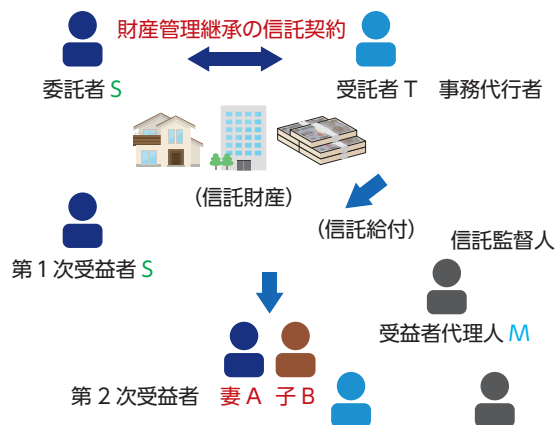 財産管理継承の信託契約
委託者 S
受託者 T 事務代行者
(信託財産)
(信託給付)
信託監督人
第1次受益者 S
受益者代理人 M
第2次受益者 妻 A 子 B